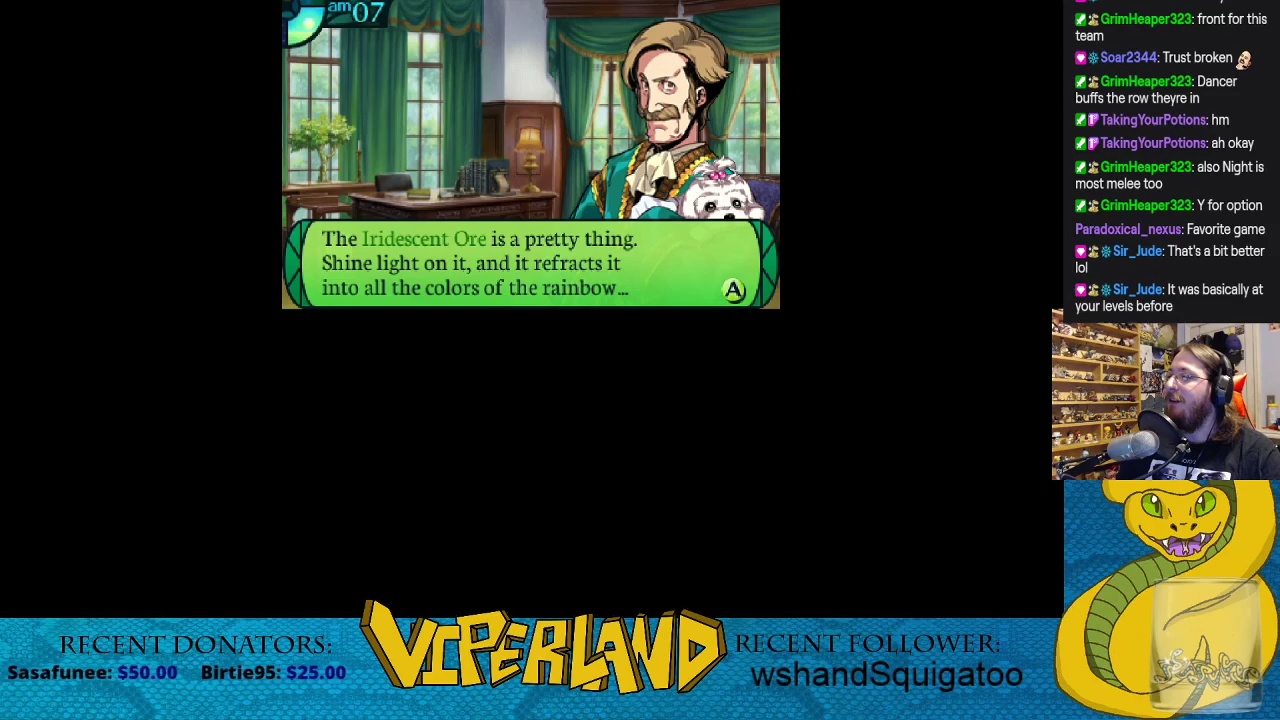 am 07
The Iridescent Ore is a pretty thing.
Shine light on it, and it refracts it
into all the colors of the rainbow...
A
GrimHeaper323: front for this
team
Soar2344: Trust broken
GrimHeaper323: Dancer
buffs the row theyre in
TakingYourPotions: hm
TakingYourPotions: ah okay
GrimHeaper323: also Night is
most melee too
GrimHeaper323: Y for option
Paradoxical_nexus: Favorite game
Sir_Jude: That's a bit better
lol
Sir_Jude: It was basically at
your levels before
RECENT DONATORS:
Sasafunee: $50.00 Birtie95: $25.00
VIPERLAND
RECENT FOLLOWER:
wshandSquigatoo